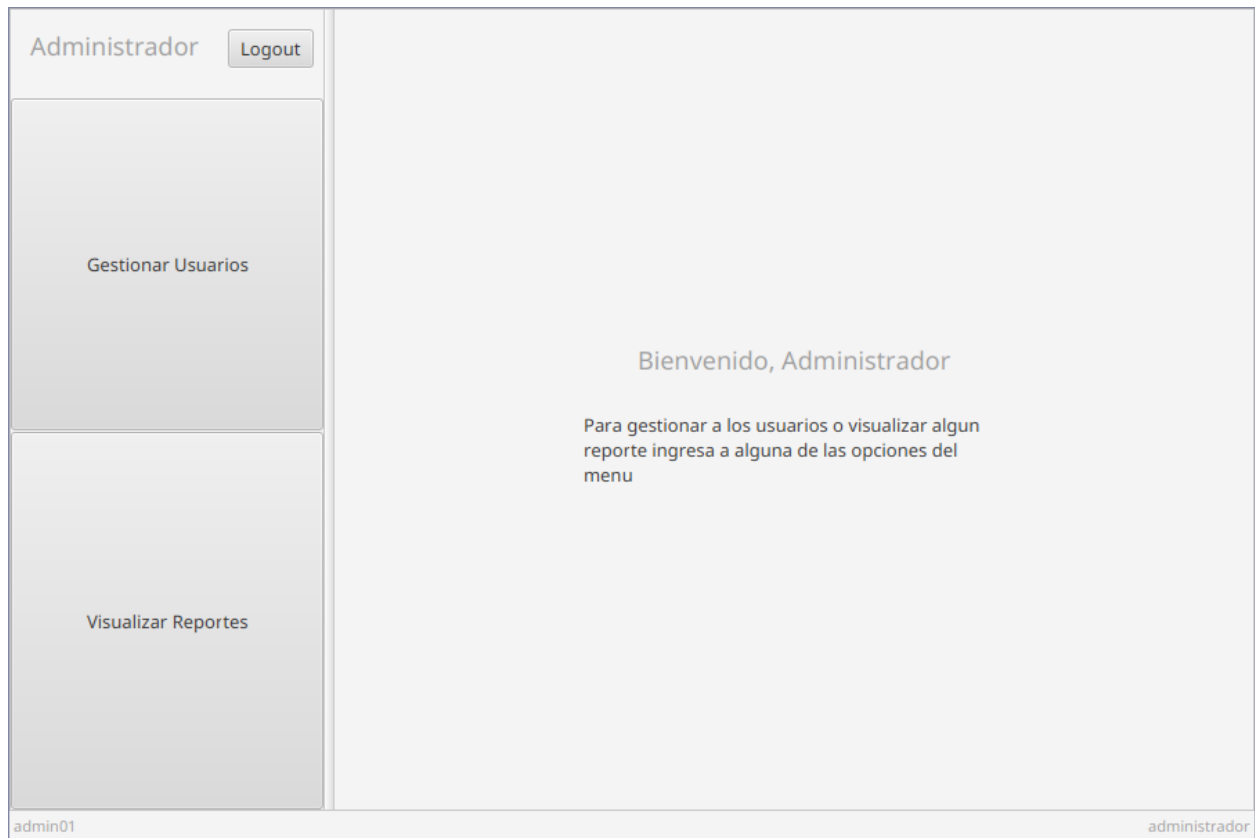 Administrador
Logout
Gestionar Usuarios
Visualizar Reportes
Bienvenido, Administrador
Para gestionar a los usuarios o visualizar algun
reporte ingresa a alguna de las opciones del
menu
admin01
administrador